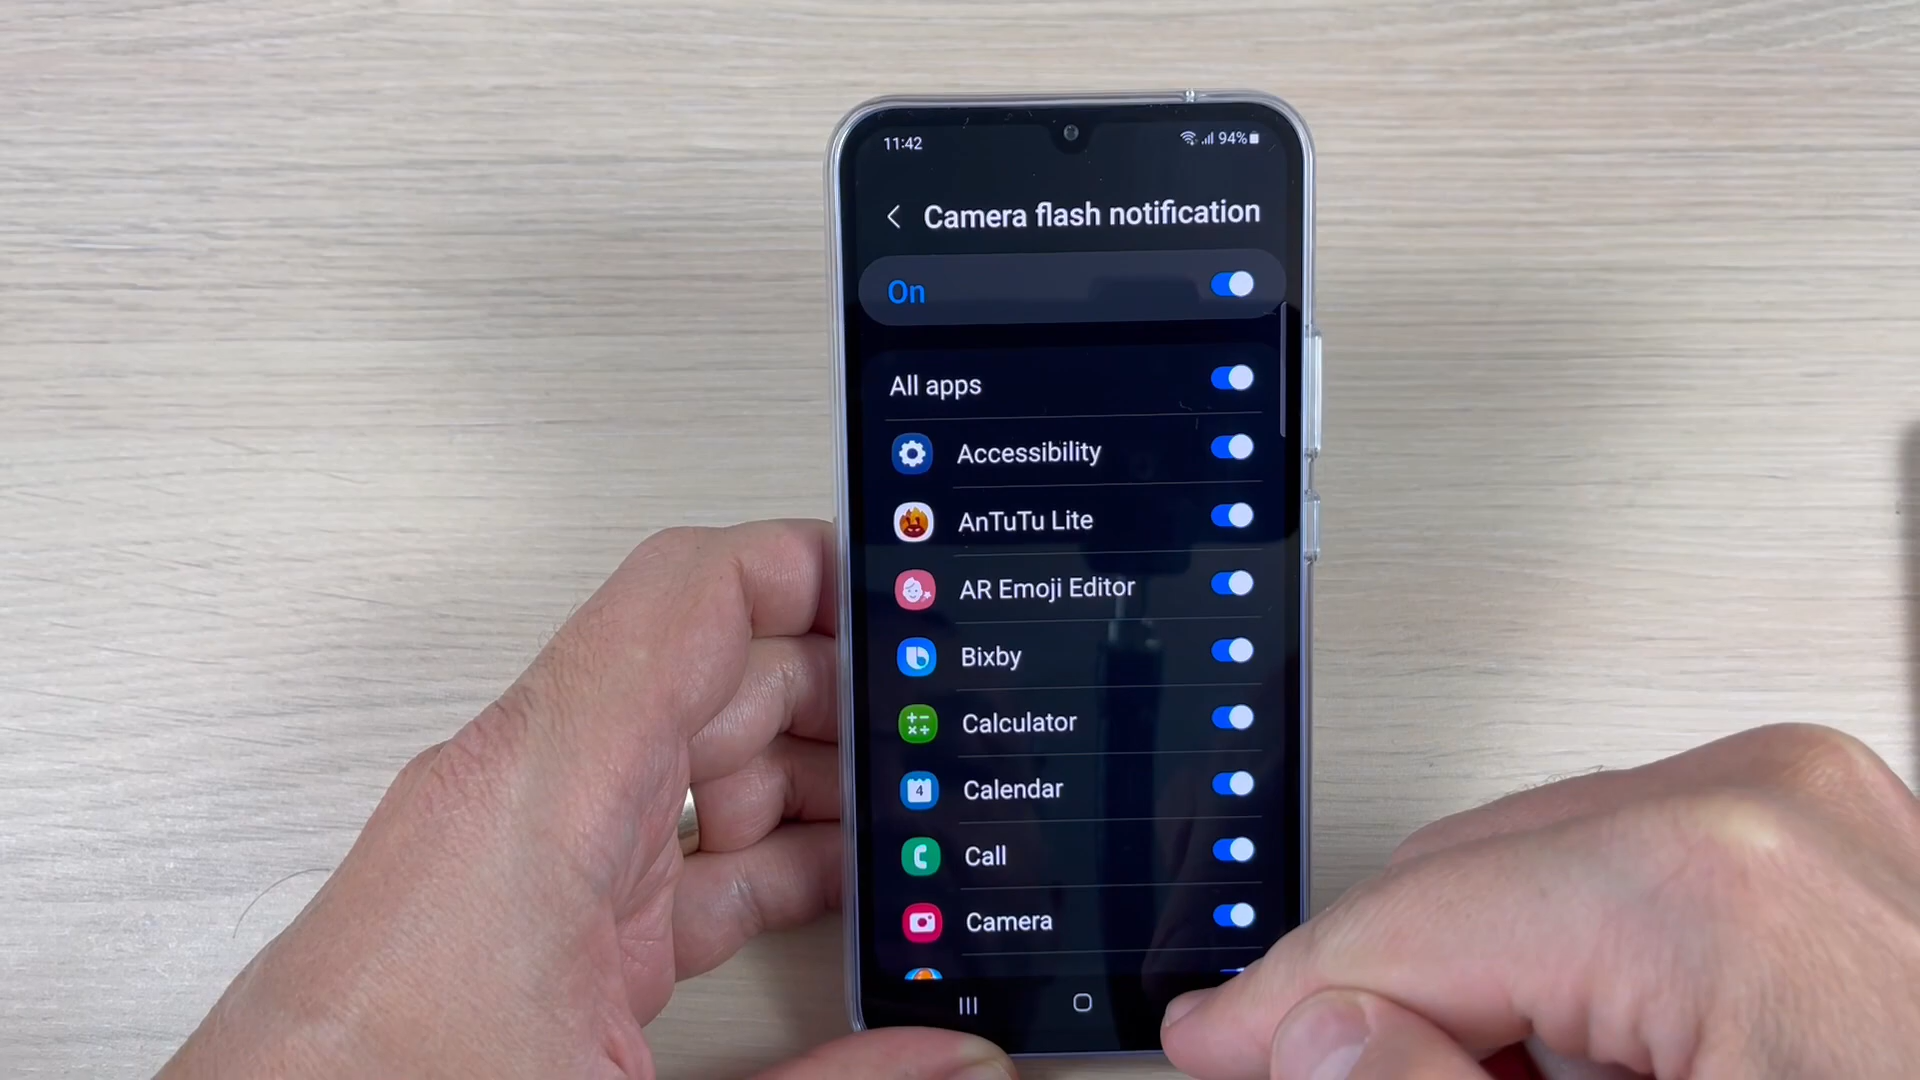 11:42
94%
Camera flash notification
On
All apps
Accessibility
AnTuTu Lite
AR Emoji Editor
Bixby
Calculator
4
Calendar
Call
Camera